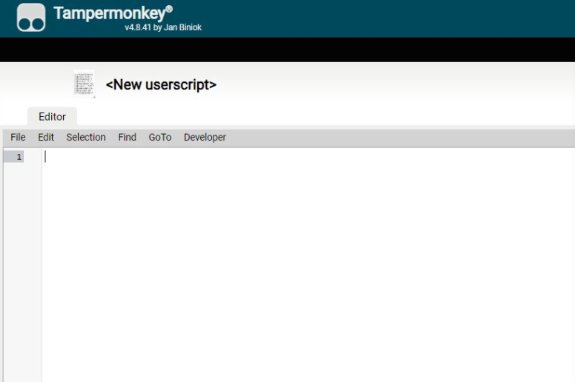 Tampermonkey®
v4.8.41 by Jan Biniok
<New userscript>
Editor
File Edit Selection Find GoTo Developer
1